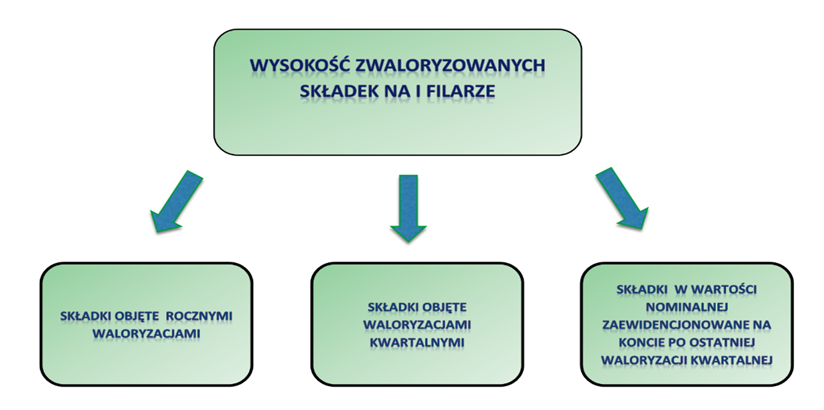 WYSOKOŚĆ ZWALORYZOWANYCH
SKŁADEK NA I FILARZE
SKŁADKI OBJĘTE ROCZNYMI
WALORYZACJAMI
SKŁADKI OBJĘTE
WALORYZACJAMI
KWARTALNYMI
SKŁADKI W WARTOŚCI
NOMINALNEJ
ZAEWIDENCJONOWANE NA
KONCIE PO OSTATNIEJ
WALORYZACJI KWARTALNEJ